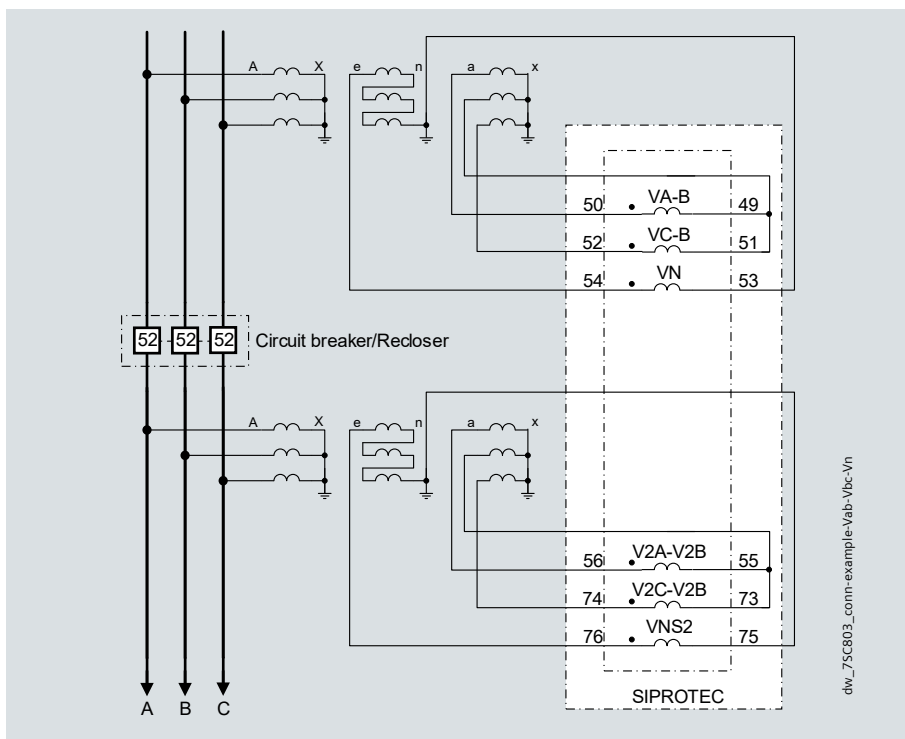 A X e n a x
50 VA-B 49
52 VC-B 51
54 VN 53
52 52 52 Circuit breaker/Recloser
A X e n a x
56 V2A-V2B 55
74 V2C-V2B 73
76 VNS2 75
SIPROTEC
A B C
dw_7SC803_conn-example-Vab-Vbc-Vn